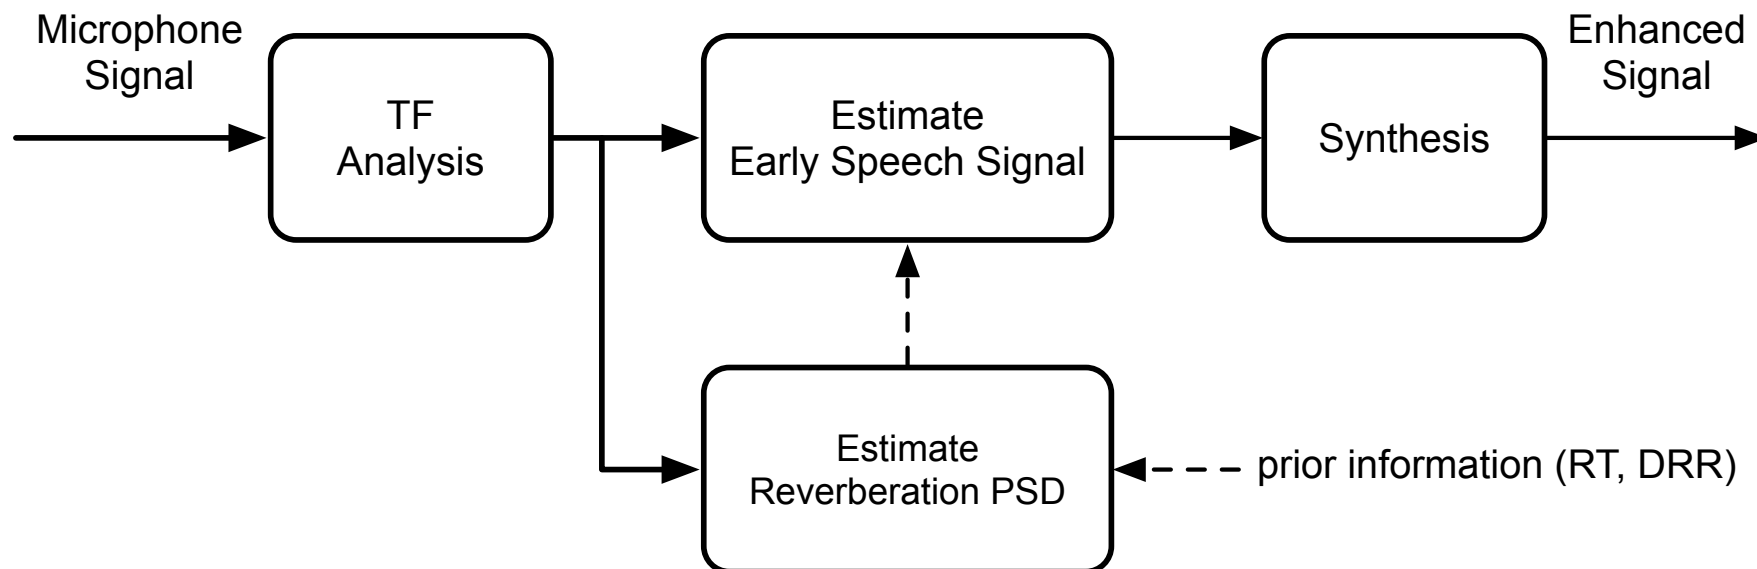 Microphone
Signal
TF
Analysis
Estimate
Early Speech Signal
Synthesis
Enhanced
Signal
Estimate
Reverberation PSD
prior information (RT, DRR)